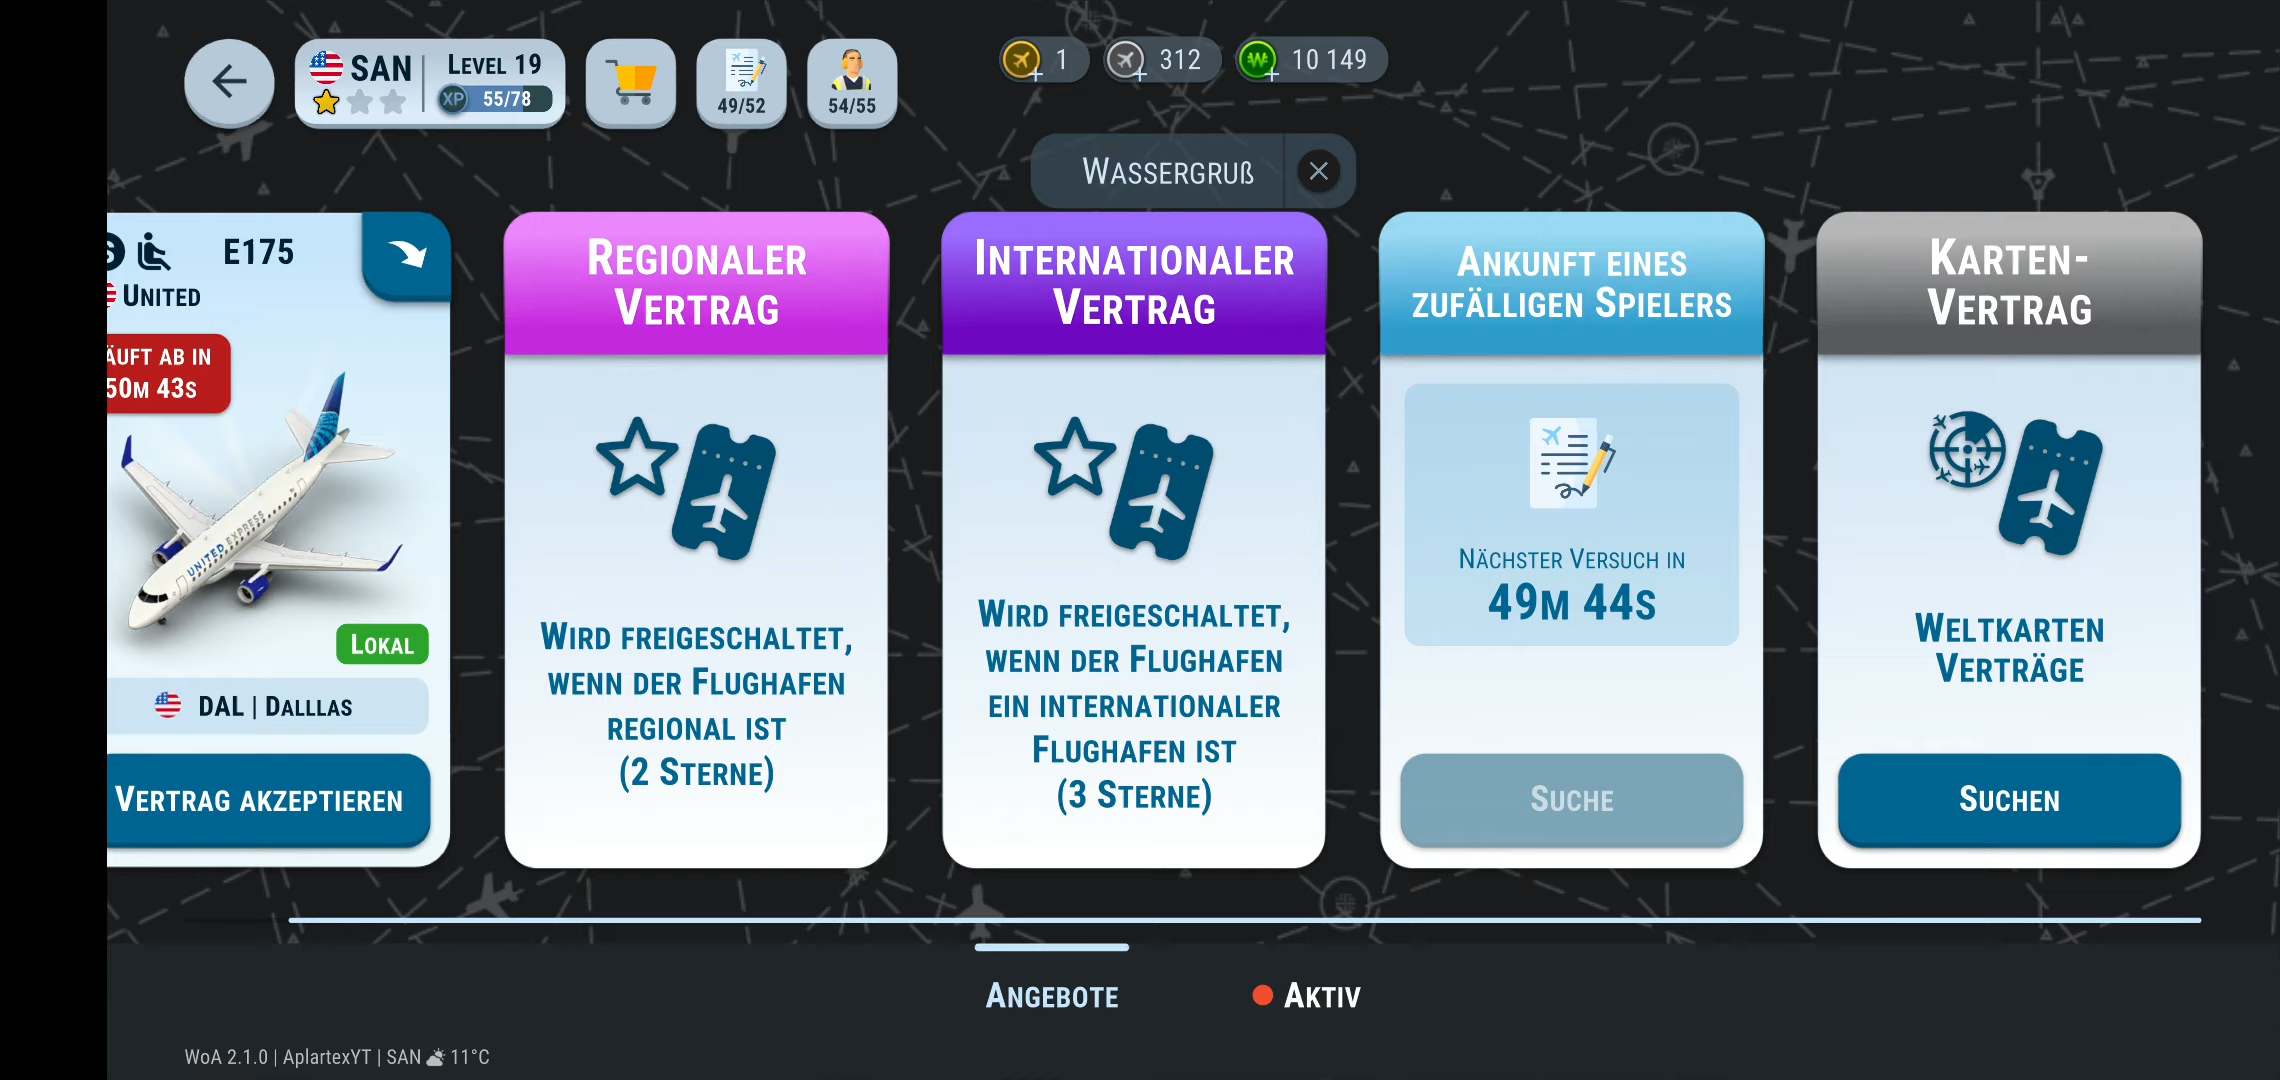 SAN
LEVEL 19
XP 55/78
49/52
54/55
1
312
10 149
WASSERGRUß
E175
UNITED
ÄUFT AB IN
50M 43S
UNITED EXPRESS
LOKAL
DAL | DALLLAS
VERTRAG AKZEPTIEREN
REGIONALER
VERTRAG
WIRD FREIGESCHALTET,
WENN DER FLUGHAFEN
REGIONAL IST
(2 STERNE)
INTERNATIONALER
VERTRAG
WIRD FREIGESCHALTET,
WENN DER FLUGHAFEN
EIN INTERNATIONALER
FLUGHAFEN IST
(3 STERNE)
ANKUNFT EINES
ZUFÄLLIGEN SPIELERS
NÄCHSTER VERSUCH IN
49M 44S
SUCHE
KARTEN-
VERTRAG
WELTKARTEN
VERTRÄGE
SUCHEN
ANGEBOTE
AKTIV
WoA 2.1.0 | AplartexYT | SAN 11°C